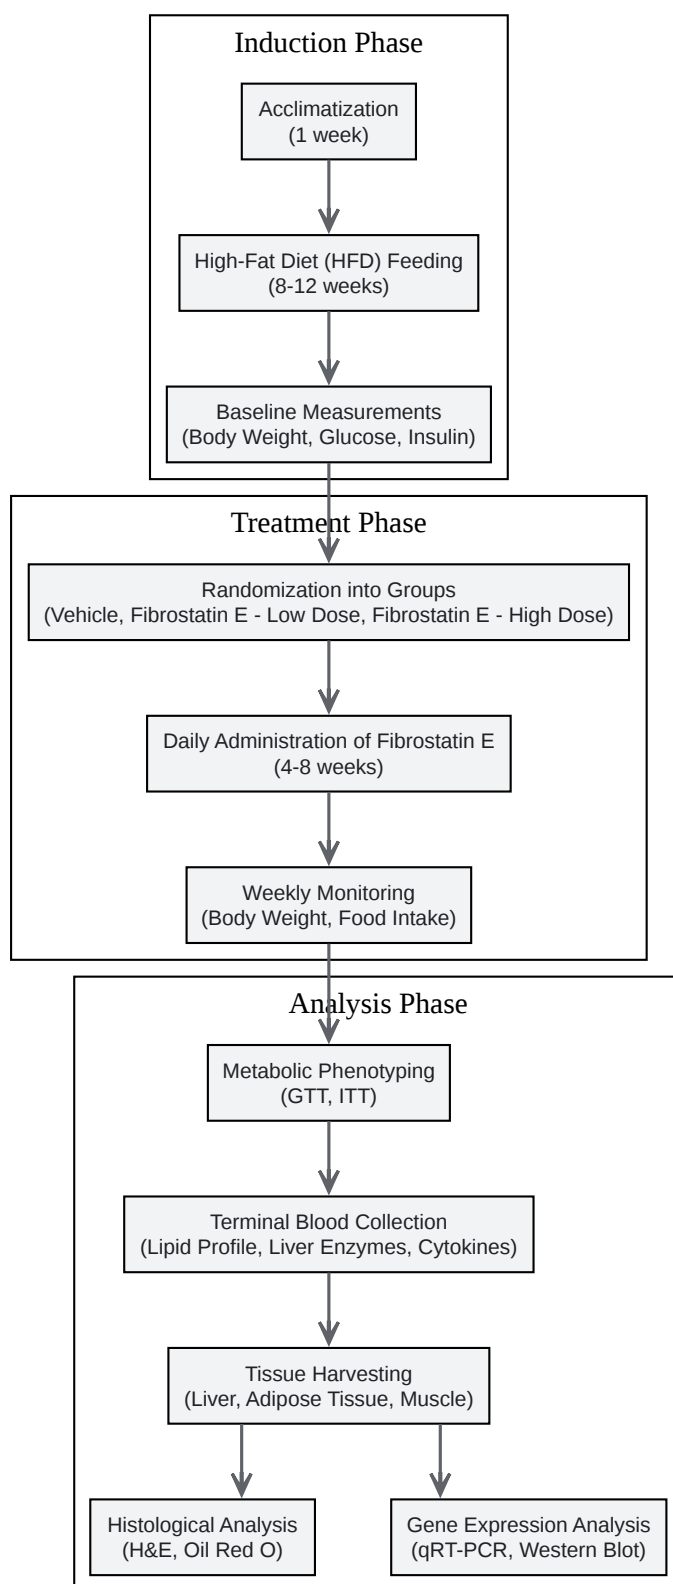 Induction Phase
Acclimatization
(1 week)
High-Fat Diet (HFD) Feeding
(8-12 weeks)
Baseline Measurements
(Body Weight, Glucose, Insulin)
Treatment Phase
Randomization into Groups
(Vehicle, Fibrostatin E - Low Dose, Fibrostatin E - High Dose)
Daily Administration of Fibrostatin E
(4-8 weeks)
Weekly Monitoring
(Body Weight, Food Intake)
Analysis Phase
Metabolic Phenotyping
(GTT, ITT)
Terminal Blood Collection
(Lipid Profile, Liver Enzymes, Cytokines)
Tissue Harvesting
(Liver, Adipose Tissue, Muscle)
Histological Analysis
(H&E, Oil Red O)
Gene Expression Analysis
(qRT-PCR, Western Blot)